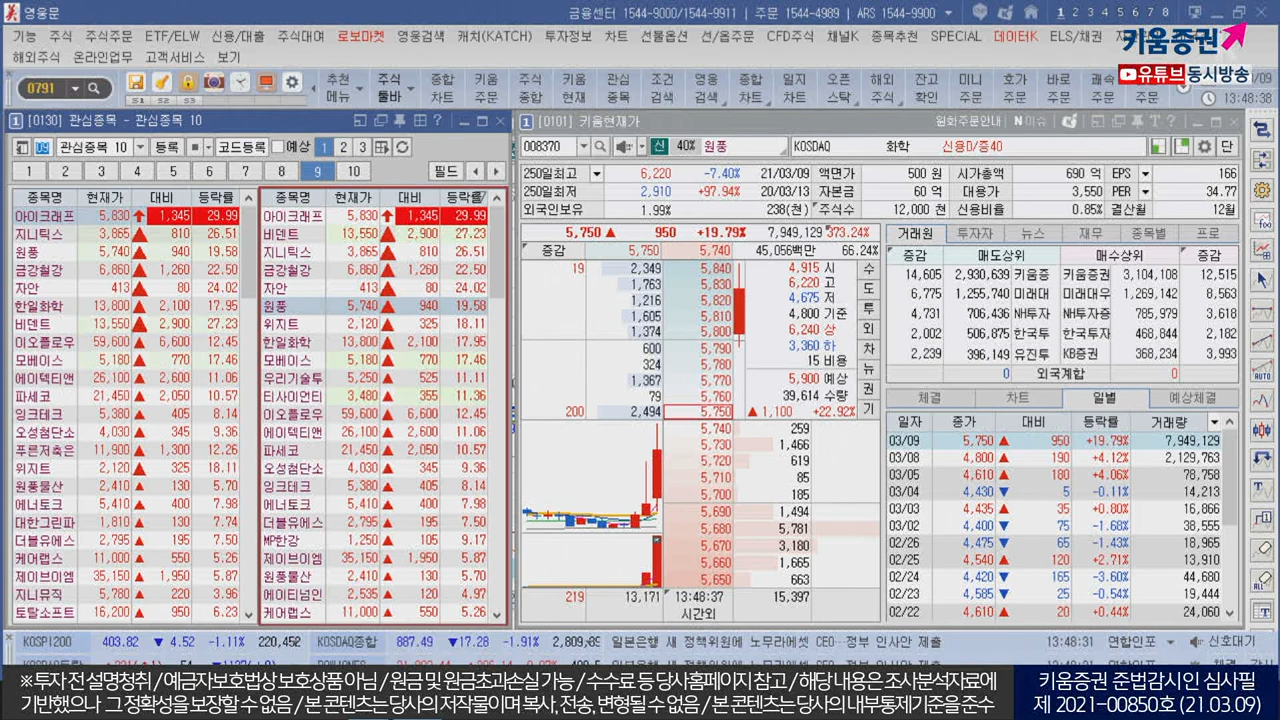 영웅문
금융센터 1544-9000/1544-9911 | 주문 1544-4989 | ARS 1544-9900
1 2 3 4 5 6 7 8
기능 주식 주식주문 ETF/ELW 신용/대출 주식대여 로보마켓 영웅검색 캐치(KATCH) 투자정보 차트 선물옵션 선/옵주문 CFD주식 채널K 종목추천 SPECIAL 데이터K ELS/채권
해외주식 온라인업무 고객서비스 보기
키움증권
유튜브 동시방송
0791
S1 S2 S3
추천 메뉴 주식 툴바 종합 차트 키움 주문 주식 종합 키움 현재 관심 종목 조건 검색 영웅 검색 종합 차트 일지 차트 오픈 스탁 해외 주식 잔고 확인 미니 주문 호가 주문 바로 주문 쾌속 주문
13:48:38
1 [0130] 관심종목 - 관심종목 10
09 관심종목 10 등록 코드등록 예상 1 2 3
1 2 3 4 5 6 7 8 9 10 필드
종목명 현재가 대비 등락률
아이크래프 5,830 1,345 29.99
지니틱스 3,865 810 26.51
원풍 5,740 940 19.58
금강철강 6,860 1,260 22.50
자안 413 80 24.02
한일화학 13,800 2,100 17.95
비덴트 13,550 2,900 27.23
이오플로우 59,600 6,600 12.45
모베이스 5,180 770 17.46
에이텍티앤 26,100 2,600 11.06
파세코 21,450 2,050 10.57
잉크테크 5,380 405 8.14
오성첨단소 4,030 345 9.36
푸른저축은 11,900 1,300 12.26
위지트 2,120 325 18.11
원풍물산 2,410 130 5.70
에너토크 5,410 400 7.98
대한그린파 1,810 130 7.74
더블유에스 2,795 195 7.50
케어랩스 11,000 550 5.26
제이브이엠 35,150 1,950 5.87
지니뮤직 5,780 220 3.96
토탈소프트 16,200 950 6.23
종목명 현재가 대비 등락률
아이크래프 5,830 1,345 29.99
비덴트 13,550 2,900 27.23
지니틱스 3,865 810 26.51
금강철강 6,860 1,260 22.50
자안 413 80 24.02
원풍 5,740 940 19.58
위지트 2,120 325 18.11
한일화학 13,800 2,100 17.95
모베이스 5,180 770 17.46
우리기술투 5,250 525 11.11
티사이언티 3,480 355 11.36
이오플로우 59,600 6,600 12.45
에이텍티앤 26,100 2,600 11.06
파세코 21,450 2,050 10.57
오성첨단소 4,030 345 9.36
잉크테크 5,380 405 8.14
에너토크 5,410 400 7.98
더블유에스 2,795 195 7.50
MP한강 1,250 105 9.17
제이브이엠 35,150 1,950 5.87
원풍물산 2,410 130 5.70
에이티넘인 2,535 120 4.97
케어랩스 11,000 550 5.26
1 [0101] 키움현재가 원화주문안내 N이슈
008370 신 40% 원풍 KOSDAQ 화학 신용D/증40 단
250일최고 6,220 -7.40% 21/03/09 액면가 500 원 시가총액 690 억 EPS 166
250일최저 2,910 +97.94% 20/03/13 자본금 60 억 대용가 3,550 PER 34.77
외국인보유 1.99% 238(천) 주식수 12,000 천 신용비율 0.85% 결산월 12월
5,750 950 +19.79% 7,949,129 373.24%
증감 5,750 5,740 45,056백만 66.24%
19 2,349 5,840 4,915 시
1,763 5,830 6,220 고
1,216 5,820 4,675 저
1,605 5,810 4,800 기준
1,374 5,800 6,240 상
600 5,790 3,360 하
324 5,780 15 비용
1,367 5,770 5,900 예상
79 5,760 39,614 수량
200 2,494 5,750 1,100 +22.92%
수 도 투 외 차 뉴 권 기
5,740 259
5,730 1,466
5,720 619
5,710 85
5,700 185
5,690 1,494
5,680 5,781
5,670 3,180
5,660 1,665
5,650 663
219 13,171 13:48:37 15,397
시간외
거래원 투자자 뉴스 재무 종목별 프로
증감 매도상위 매수상위 증감
14,605 2,930,639 키움증 키움증권 3,104,108 12,515
6,775 1,255,740 미래대 미래대우 1,269,142 8,563
4,731 706,436 NH투자 NH투자증 785,979 3,618
2,002 506,875 한국투 한국투자 468,844 2,182
2,239 396,149 유진투 KB증권 368,234 3,993
0 외국계합 0
체결 차트 일별 예상체결
일자 종가 대비 등락률 거래량
03/09 5,750 950 +19.79% 7,949,129
03/08 4,800 190 +4.12% 2,129,763
03/05 4,610 180 +4.06% 78,758
03/04 4,430 5 -0.11% 14,213
03/03 4,435 35 +0.80% 16,866
03/02 4,400 75 -1.68% 38,555
02/26 4,475 65 -1.43% 18,965
02/25 4,540 120 +2.71% 13,910
02/24 4,420 165 -3.60% 44,680
02/23 4,585 25 -0.54% 19,444
02/22 4,610 20 +0.44% 24,060
KOSPI200 403.82 4.52 -1.11% 220,452 KOSDAQ종합 887.49 17.28 -1.91% 일본은행 새 정책위원에 노무라에셋 CEO…정부 인사안 제출 13:48:31 연합인포 신호대기
※ 투자 전 설명청취 / 예금자보호법상 보호상품 아님 / 원금 및 원금초과손실 가능 / 수수료 등 당사홈페이지 참고 / 해당 내용은 조사분석자료에
기반했으나 그 정확성을 보장할 수 없음 / 본 콘텐츠는 당사의 저작물이며 복사, 전송, 변형될 수 없음 / 본 콘텐츠는 당사의 내부통제기준을 준수
키움증권 준법감시인 심사필
제 2021-00850호 (21.03.09)